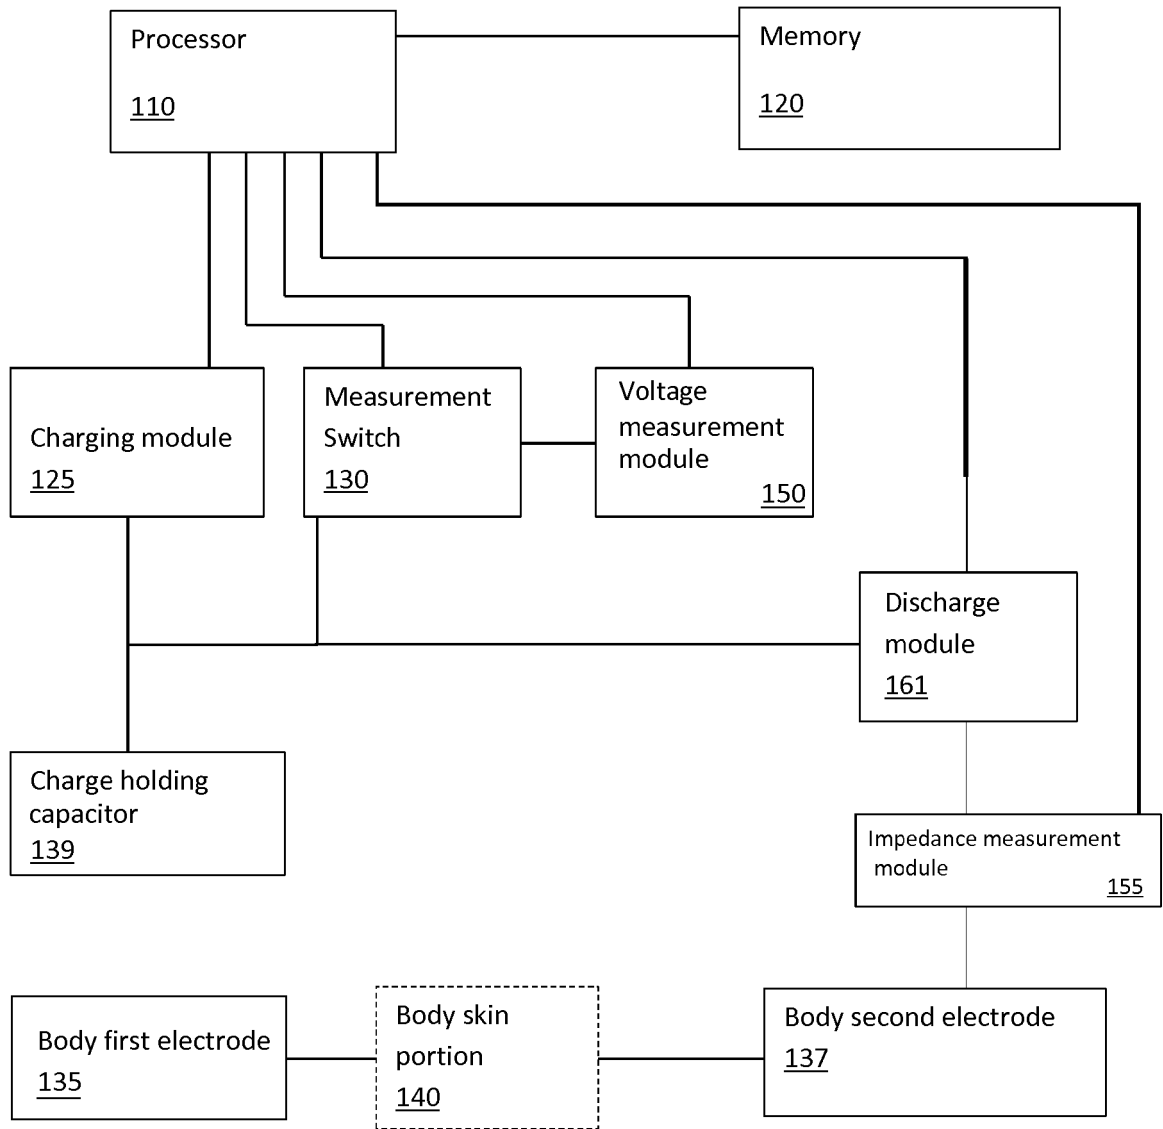 Processor
110
Memory
120
Charging module
125
Measurement
Switch
130
Voltage
measurement
module
150
Discharge
module
161
Charge holding
capacitor
139
Impedance measurement
module
155
Body first electrode
135
Body skin
portion
140
Body second electrode
137